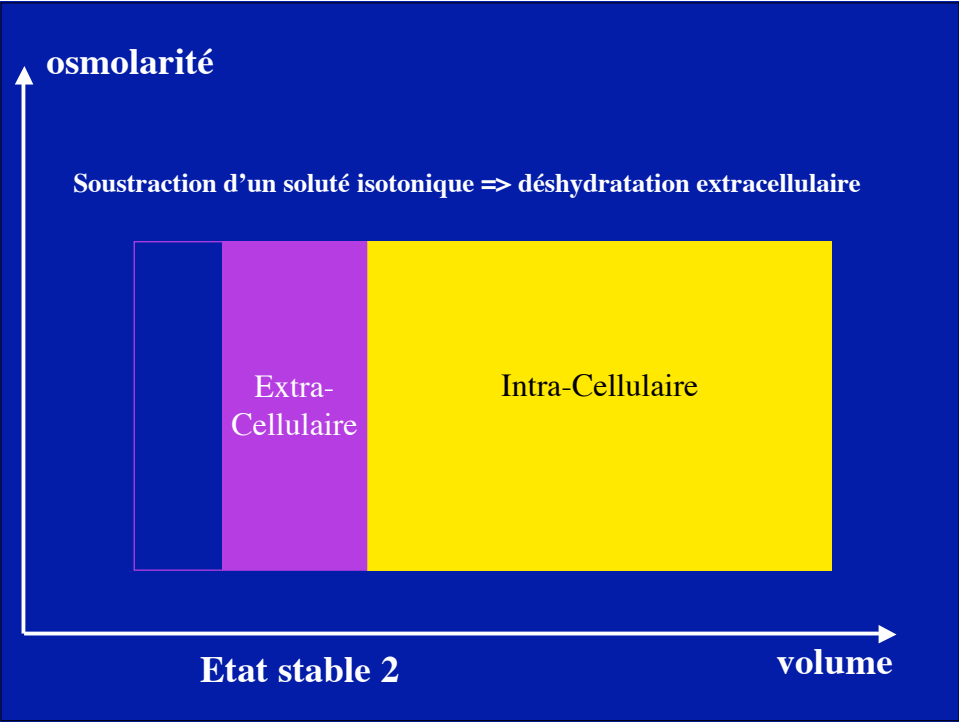 osmolarité
Soustraction d'un soluté isotonique => déshydratation extracellulaire
Extra-
Cellulaire
Intra-Cellulaire
Etat stable 2
volume